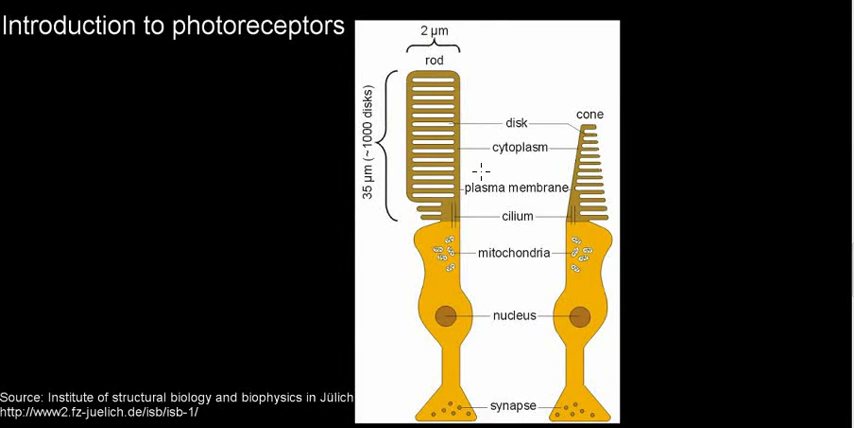 Introduction to photoreceptors
2 µm
rod
35 µm (~1000 disks)
cone
disk
cytoplasm
plasma membrane
cilium
mitochondria
nucleus
synapse
Source: Institute of structural biology and biophysics in Jülich
http://www2.fz-juelich.de/isb/isb-1/